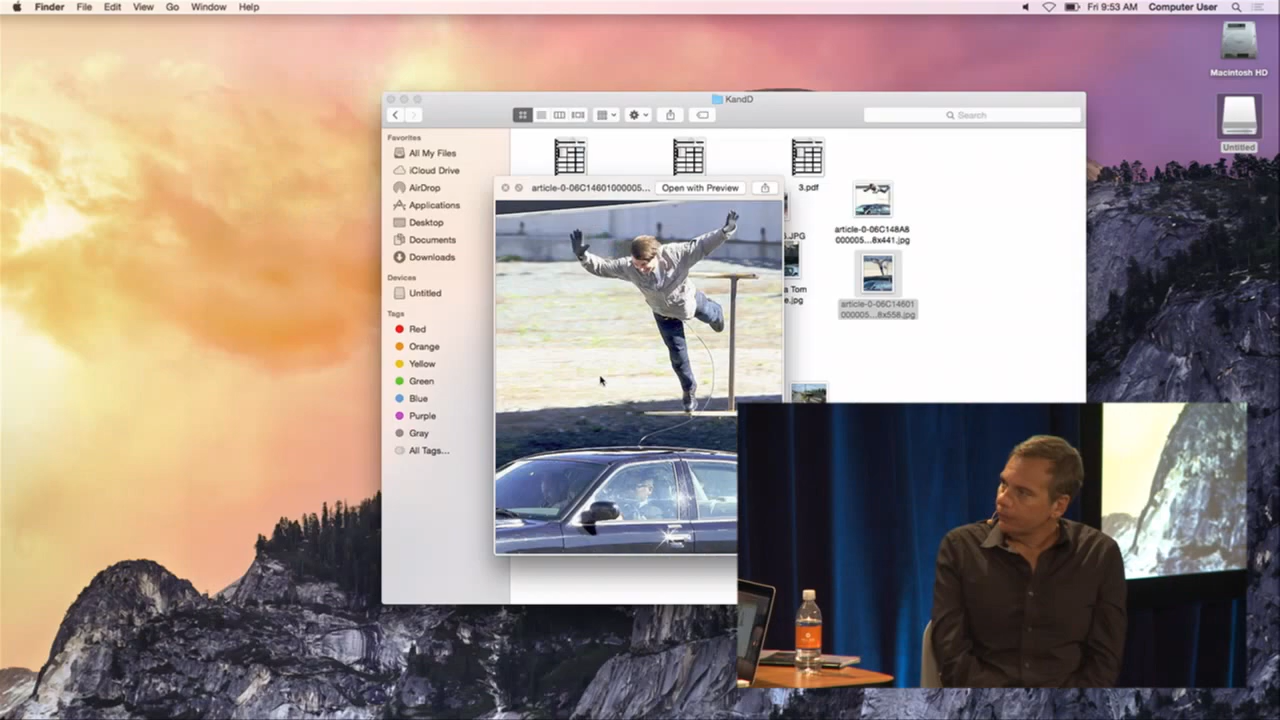 Finder File Edit View Go Window Help
Fri 9:53 AM Computer User
Macintosh HD
Untitled
KandD
Search
Favorites
All My Files
iCloud Drive
AirDrop
Applications
Desktop
Documents
Downloads
Devices
Untitled
Tags
Red
Orange
Yellow
Green
Blue
Purple
Gray
All Tags...
article-0-06C14601000005... Open with Preview
3.pdf
.JPG
a Tom
e.jpg
article-0-06C148A8
000005...8x441.jpg
article-0-06C14601
000005...8x558.jpg